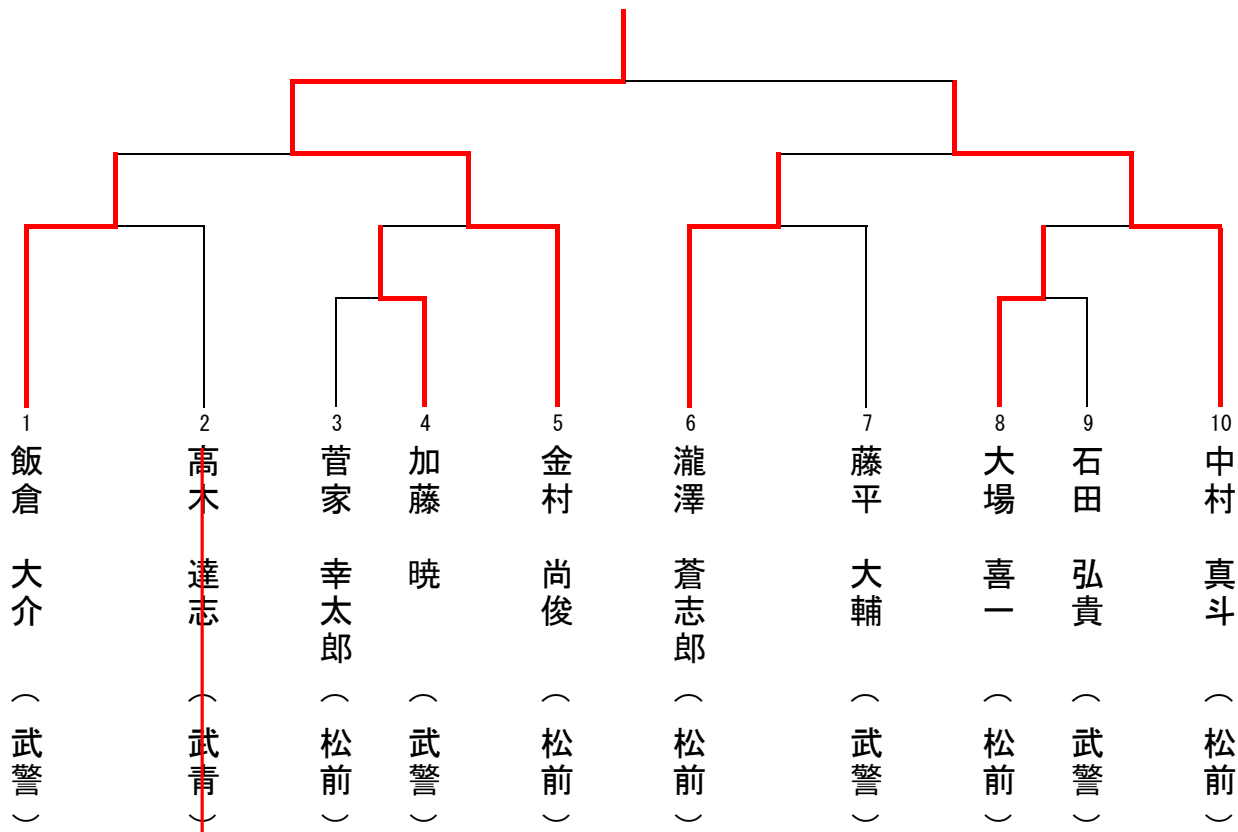 1
飯倉 大介 （武警）
2
高木 達志 （武青）
3
菅家 幸太郎 （松前）
4
加藤 暁 （武警）
5
金村 尚俊 （松前）
6
瀧澤 蒼志郎 （松前）
7
藤平 大輔 （武警）
8
大場 喜一 （松前）
9
石田 弘貴 （武警）
10
中村 真斗 （松前）